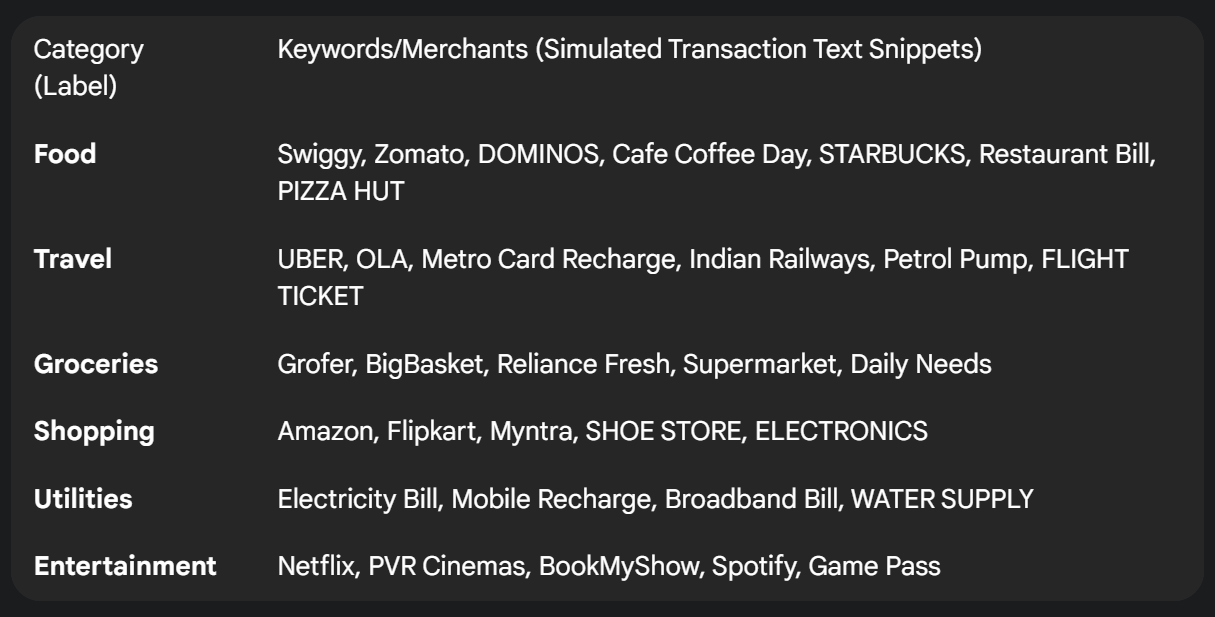 Category
(Label)
Keywords/Merchants (Simulated Transaction Text Snippets)
Food
Swiggy, Zomato, DOMINOS, Cafe Coffee Day, STARBUCKS, Restaurant Bill,
PIZZA HUT
Travel
UBER, OLA, Metro Card Recharge, Indian Railways, Petrol Pump, FLIGHT
TICKET
Groceries
Grofer, BigBasket, Reliance Fresh, Supermarket, Daily Needs
Shopping
Amazon, Flipkart, Myntra, SHOE STORE, ELECTRONICS
Utilities
Electricity Bill, Mobile Recharge, Broadband Bill, WATER SUPPLY
Entertainment
Netflix, PVR Cinemas, BookMyShow, Spotify, Game Pass